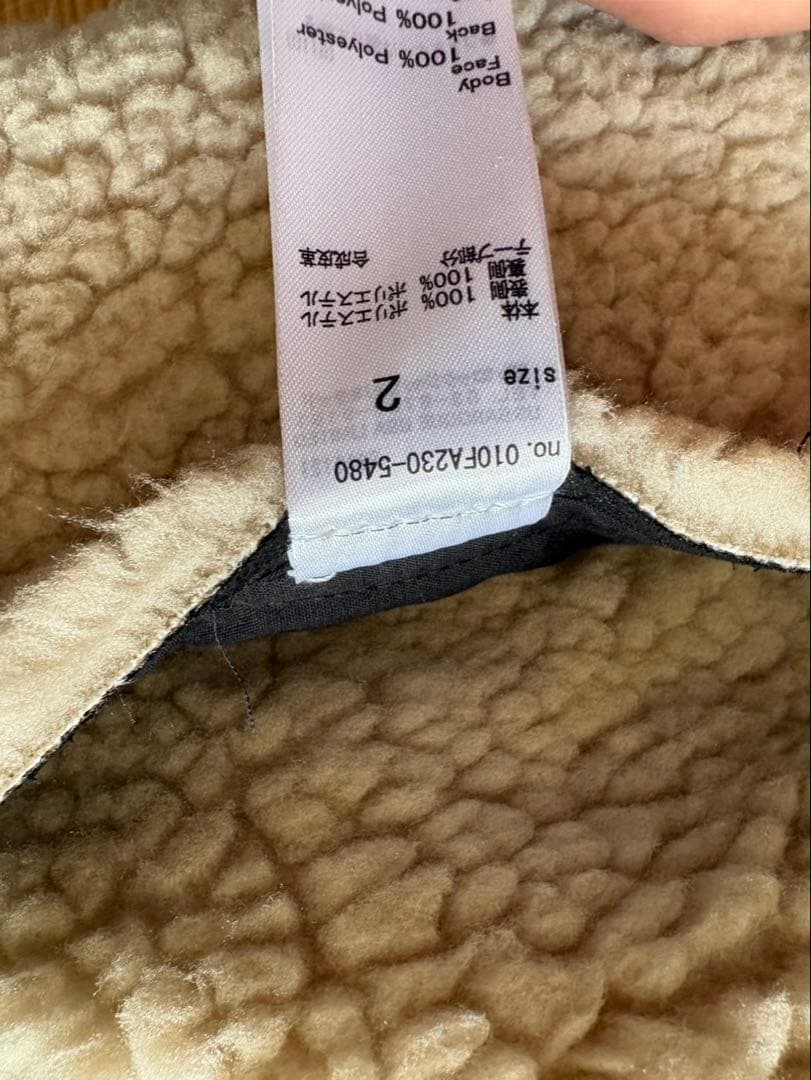 no. 010FA230-5480
size 2
本体
表側 100% ポリエステル
裏側 100% ポリエステル
テープ部分
合成皮革
Body
Face
100% Polyester
Back
100% Polyester